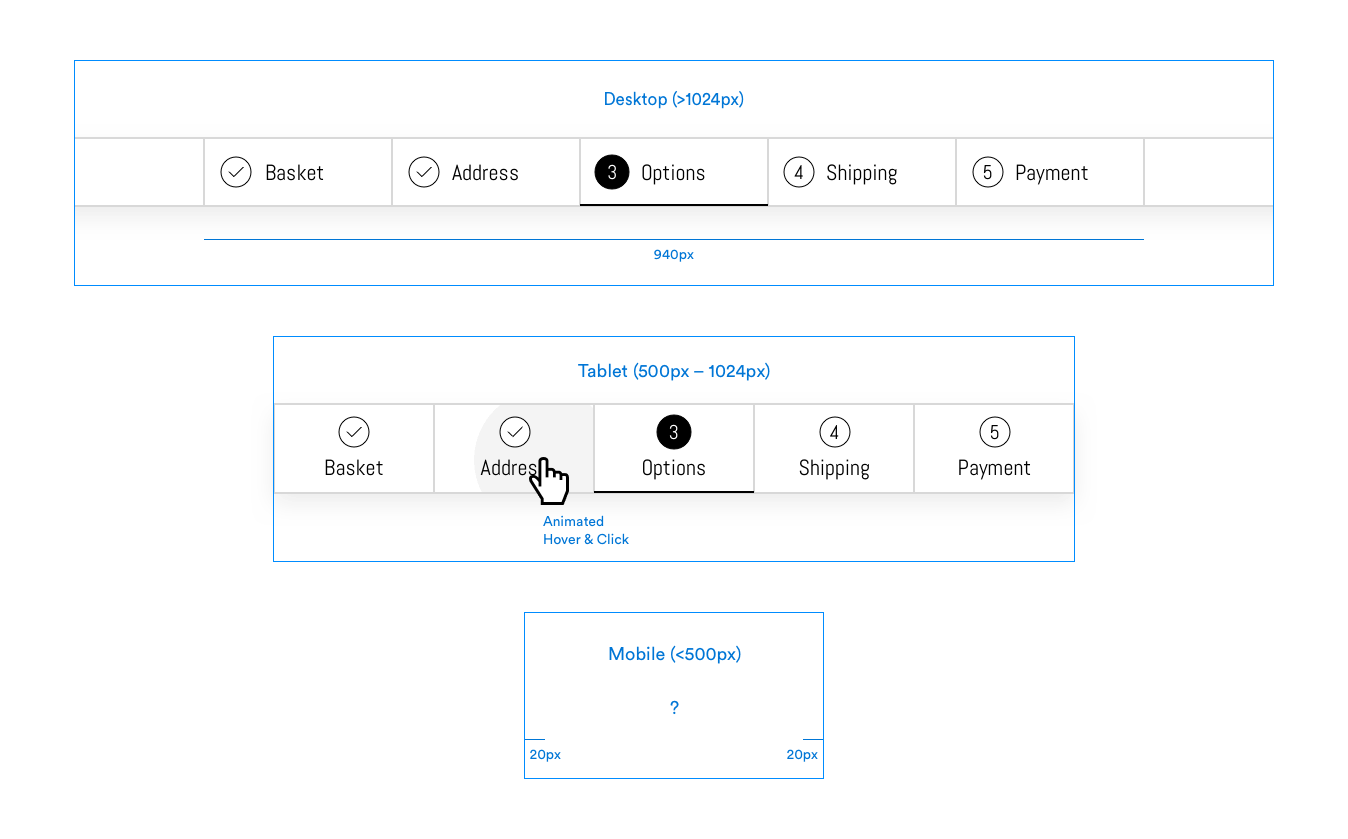 Desktop (>1024px)
Basket
Address
3 Options
4 Shipping
5 Payment
940px
Tablet (500px – 1024px)
3
4
5
Basket
Addres
Options
Shipping
Payment
Animated
Hover & Click
Mobile (<500px)
?
20px
20px